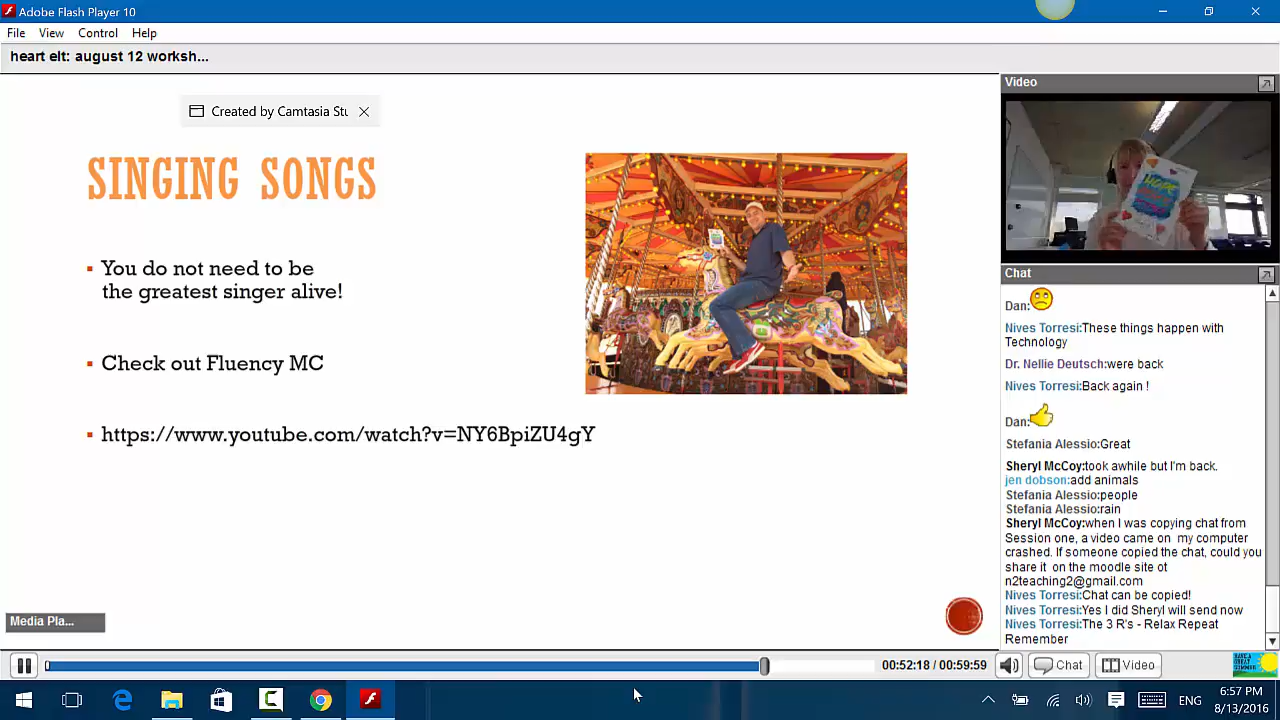 Adobe Flash Player 10
File View Control Help
heart elt: august 12 worksh...
Created by Camtasia Stu
SINGING SONGS
▪ You do not need to be
the greatest singer alive!
▪ Check out Fluency MC
▪ https://www.youtube.com/watch?v=NY6BpiZU4gY
Media Pla...
Video
HOPE
Chat
Dan:
Nives Torresi:These things happen with
Technology
Dr. Nellie Deutsch:were back
Nives Torresi:Back again !
Dan:
Stefania Alessio:Great
Sheryl McCoy:took awhile but I'm back.
jen dobson:add animals
Stefania Alessio:people
Stefania Alessio:rain
Sheryl McCoy:when I was copying chat from
Session one, a video came on my computer
crashed. If someone copied the chat, could you
share it on the moodle site ot
n2teaching2@gmail.com
Nives Torresi:Chat can be copied!
Nives Torresi:Yes I did Sheryl will send now
Nives Torresi:The 3 R's - Relax Repeat
Remember
00:52:18 / 00:59:59
Chat
Video
ENG
6:57 PM
8/13/2016